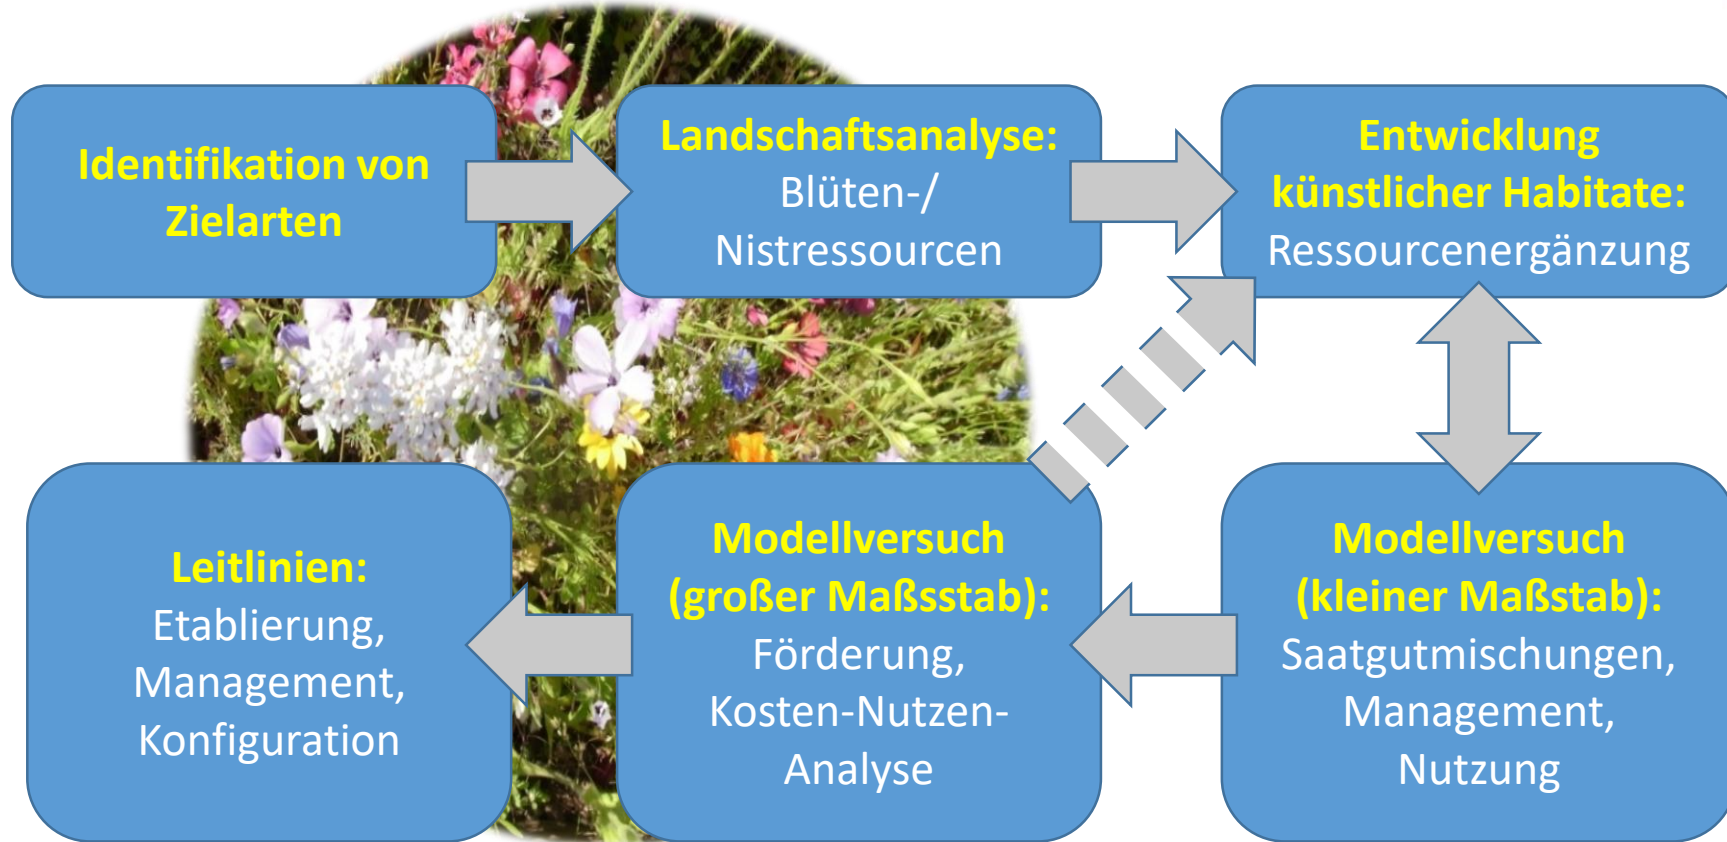 Identifikation von
Zielarten
Landschaftsanalyse:
Blüten-/
Nistressourcen
Entwicklung
künstlicher Habitate:
Ressourcenergänzung
Leitlinien:
Etablierung,
Management,
Konfiguration
Modellversuch
(großer Maßsstab):
Förderung,
Kosten-Nutzen-
Analyse
Modellversuch
(kleiner Maßstab):
Saatgutmischungen,
Management,
Nutzung